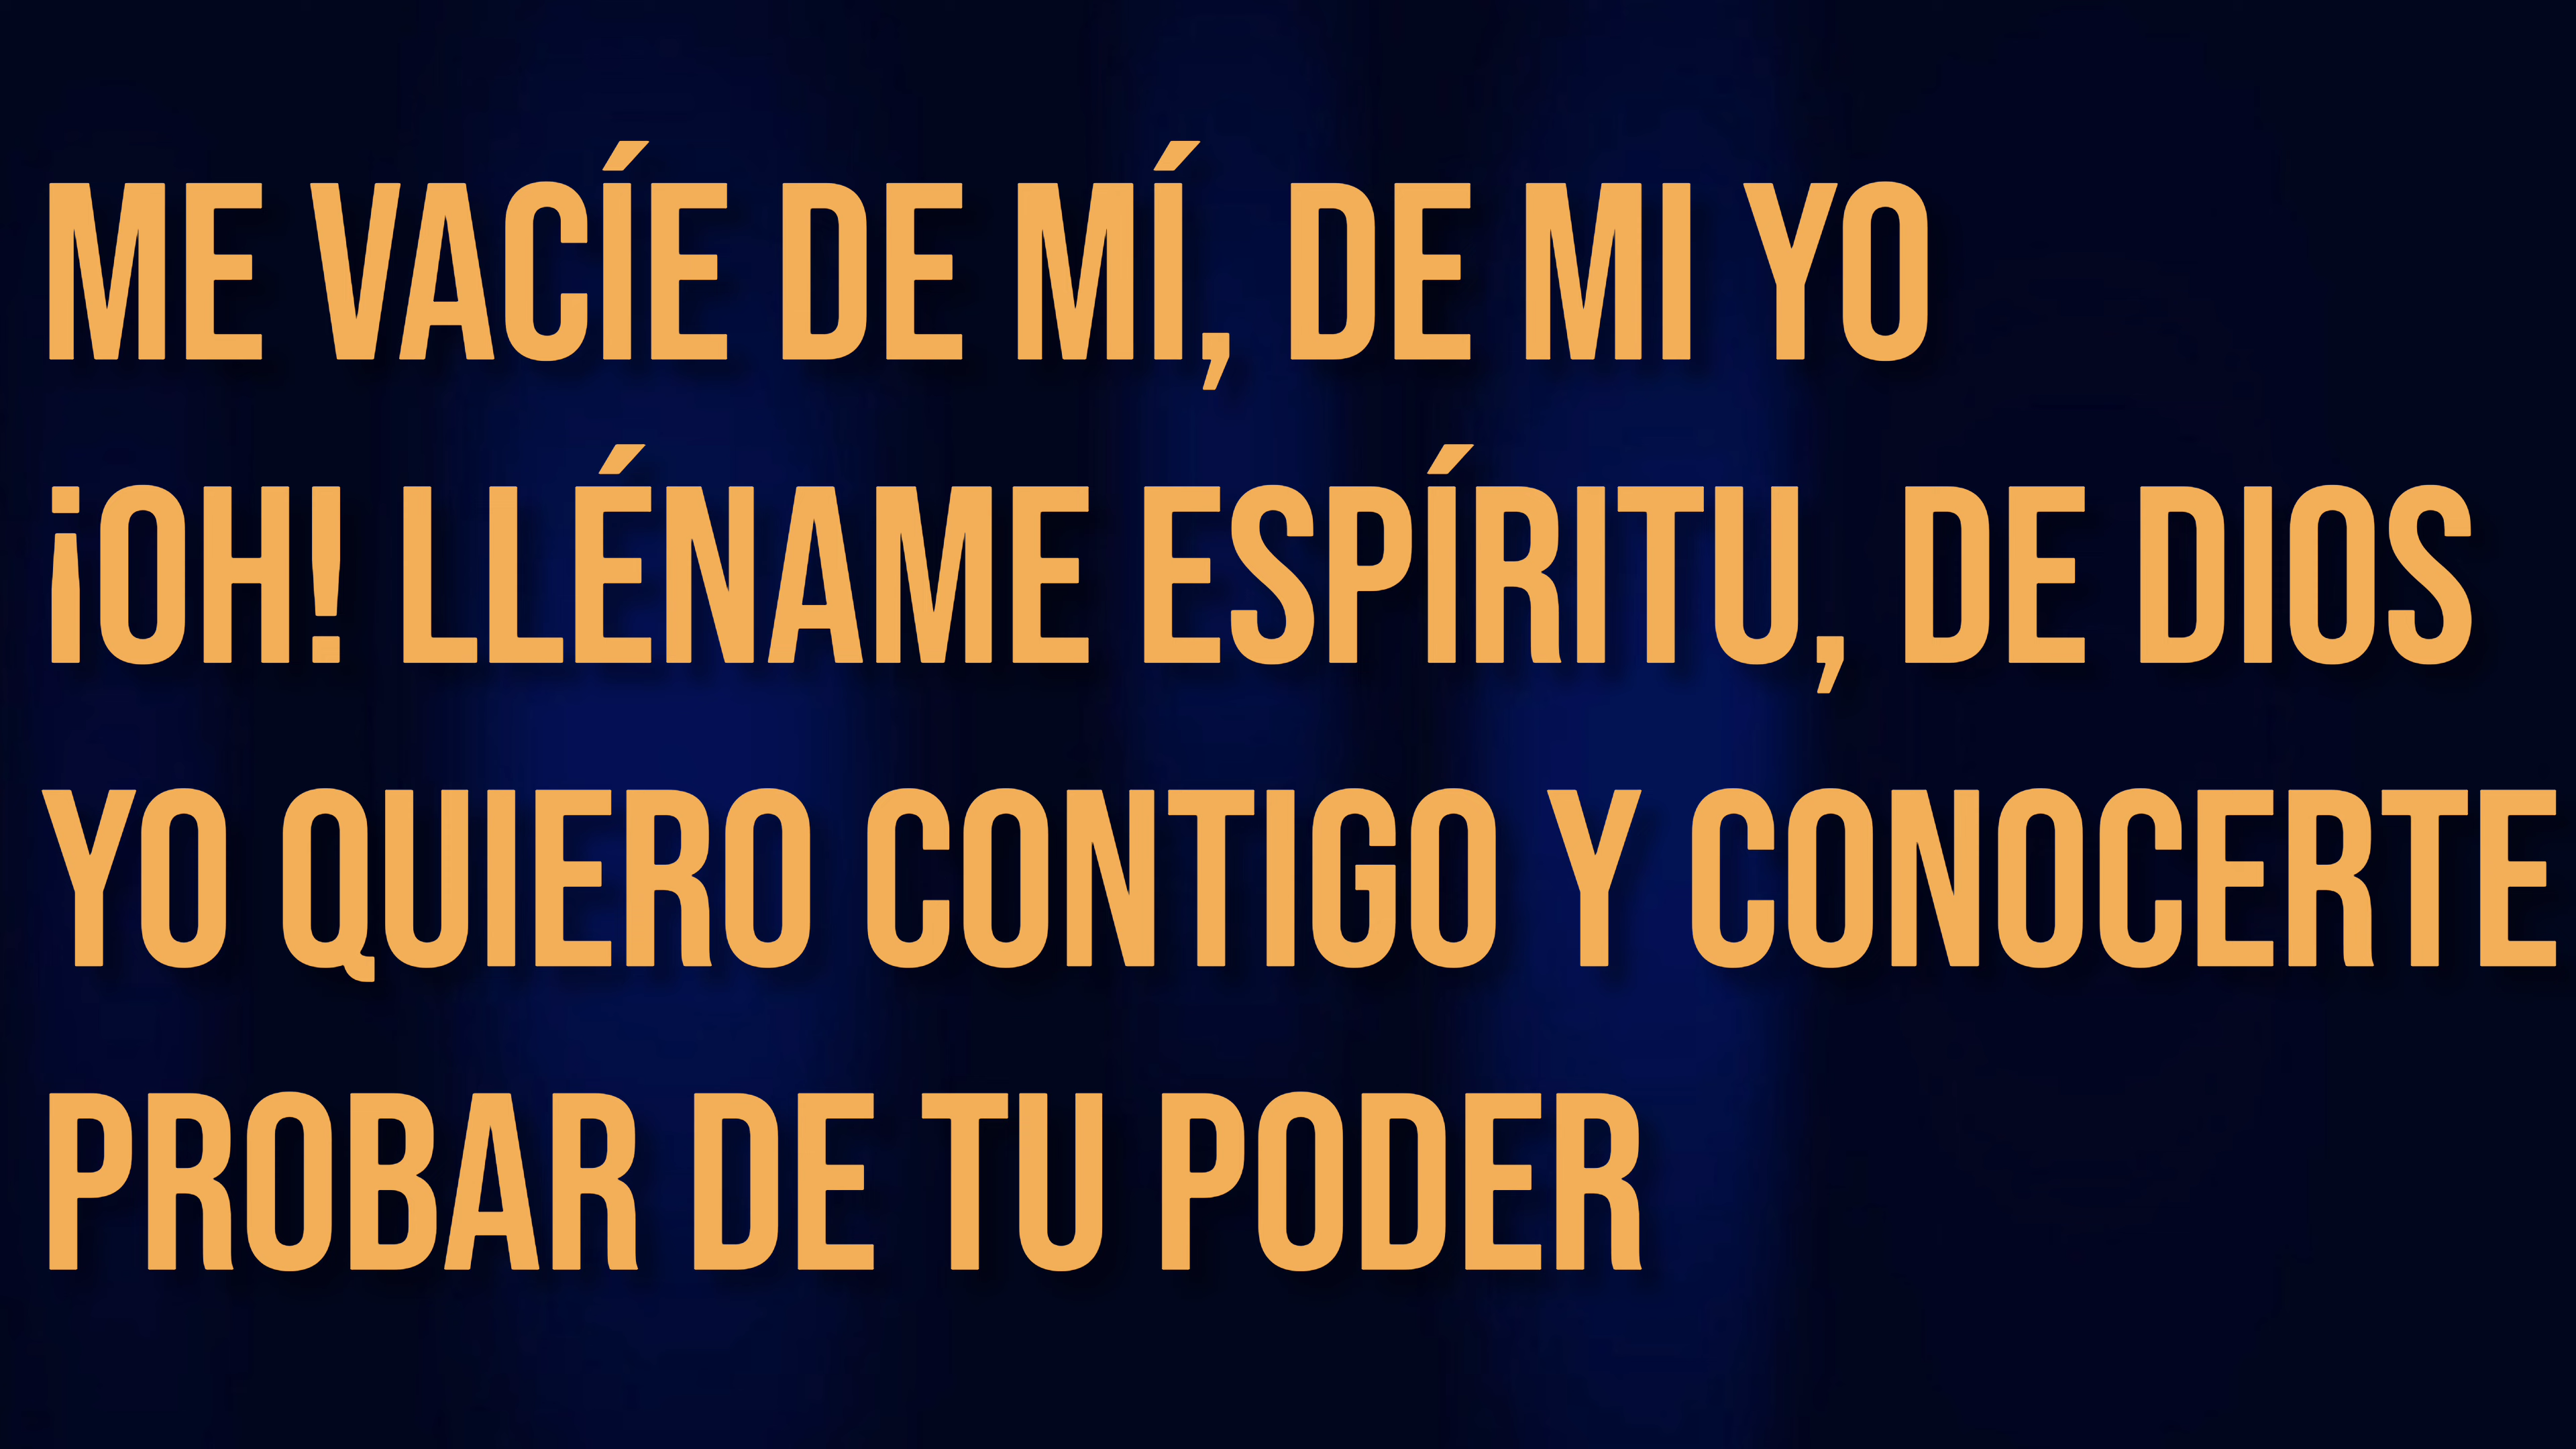 ME VACÍE DE MÍ, DE MI YO
¡OH! LLÉNAME ESPÍRITU, DE DIOS
YO QUIERO CONTIGO Y CONOCERTE
PROBAR DE TU PODER